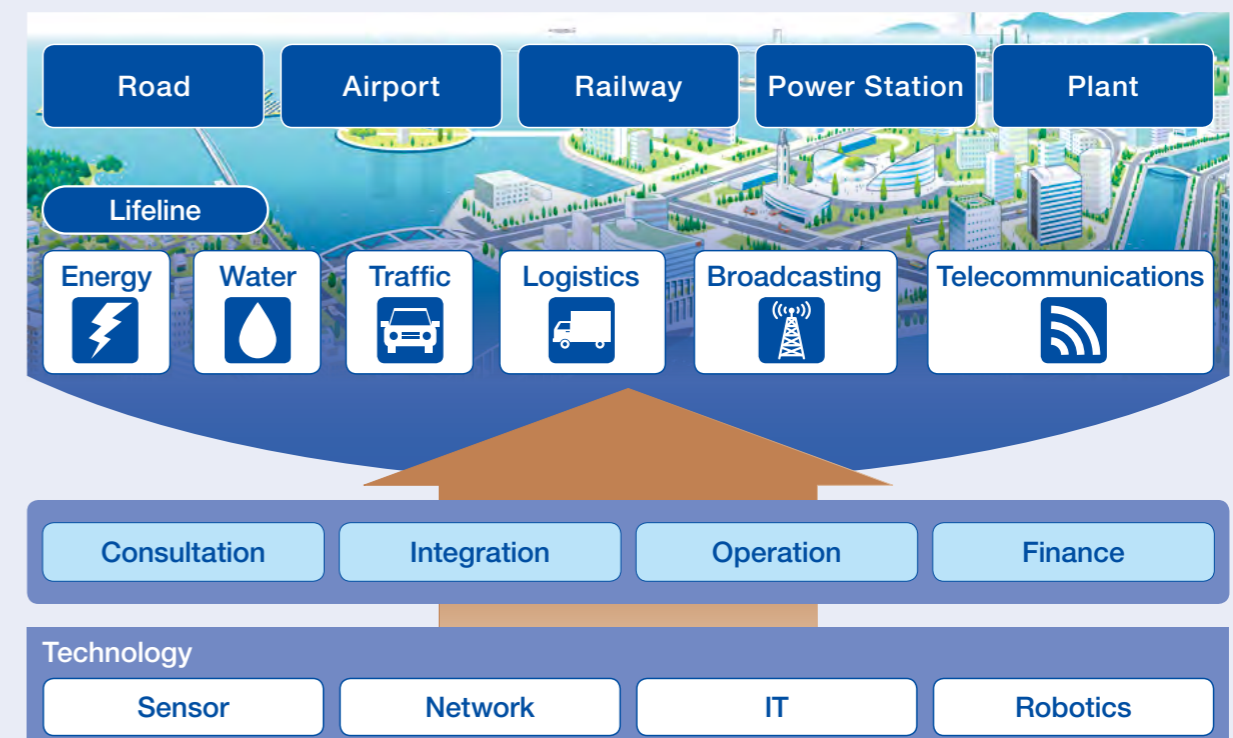 Road Airport Railway Power Station Plant
Lifeline
Energy Water Traffic Logistics Broadcasting Telecommunications
Consultation Integration Operation Finance
Technology
Sensor Network IT Robotics